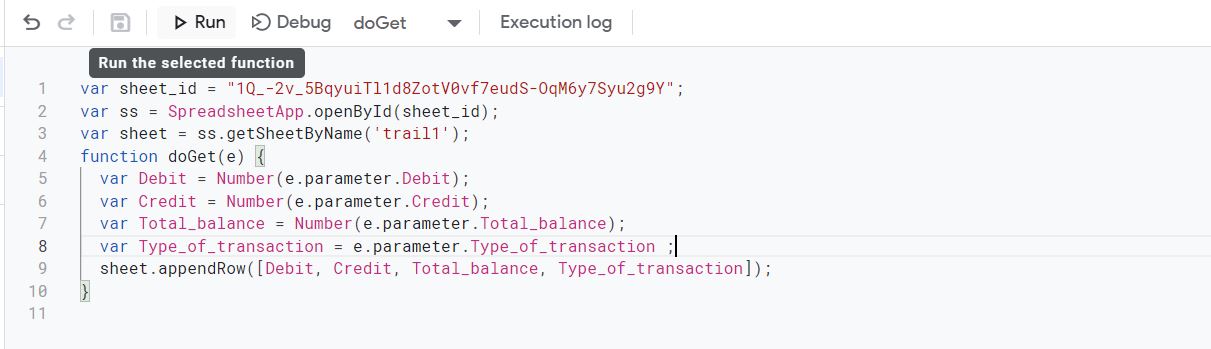 Run Debug doGet Execution log
Run the selected function
1 var sheet_id = "1Q_-2v_5BqyuiTl1d8ZotV0vf7eudS-OqM6y7Syu2g9Y";
2 var ss = SpreadsheetApp.openById(sheet_id);
3 var sheet = ss.getSheetByName('trail1');
4 function doGet(e) {
5 var Debit = Number(e.parameter.Debit);
6 var Credit = Number(e.parameter.Credit);
7 var Total_balance = Number(e.parameter.Total_balance);
8 var Type_of_transaction = e.parameter.Type_of_transaction ;
9 sheet.appendRow([Debit, Credit, Total_balance, Type_of_transaction]);
10 }
11